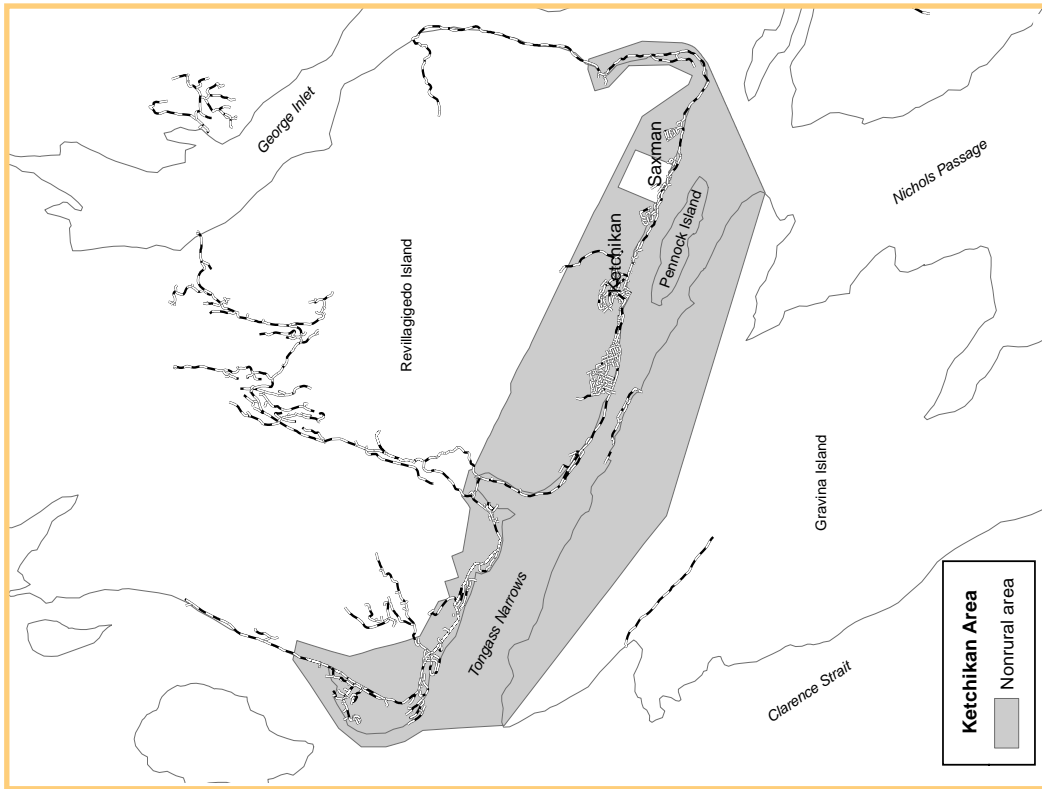 George Inlet
Revillagigedo Island
Ketchikan
Saxman
Pennock Island
Nichols Passage
Tongass Narrows
Gravina Island
Clarence Strait
Ketchikan Area
Nonrural area